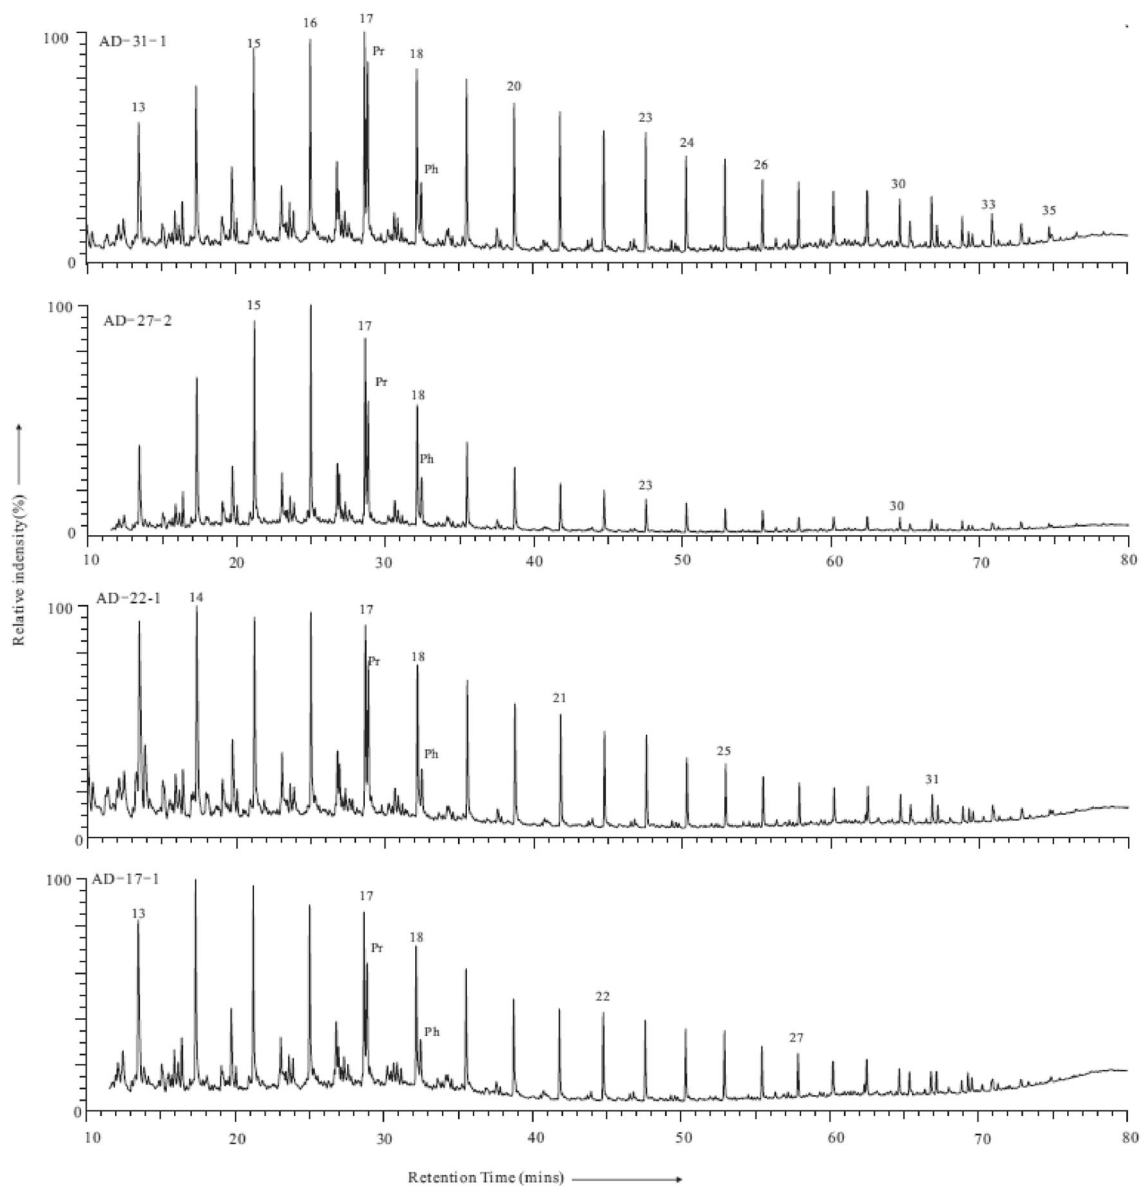 17
16
100
AD-31-1
15
Pr
18
13
20
23
Ph
24
26
30
33
35
0
100
AD-27-2
15
17
Pr
18
Ph
23
30
0
10 20 30 40 50 60 70 80
100
AD-22-1
14
17
Pr
18
21
Ph
25
31
0
100
AD-17-1
17
13
18
Pr
22
Ph
27
0
10 20 30 40 50 60 70 80
Relative indensity(%)
Retention Time (mins)